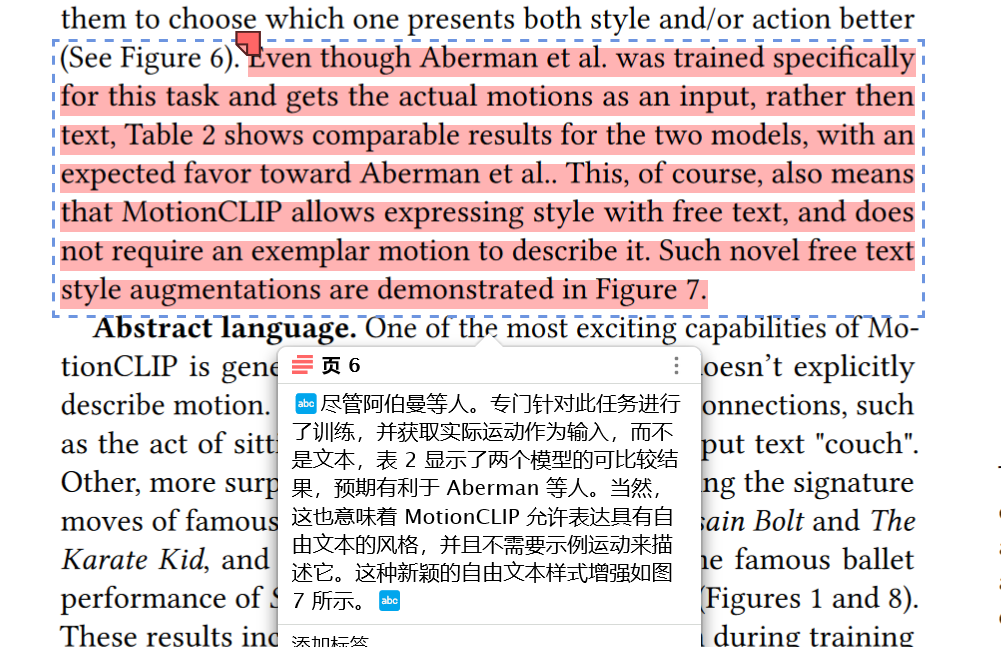 them to choose which one presents both style and/or action better
(See Figure 6). Even though Aberman et al. was trained specifically
for this task and gets the actual motions as an input, rather then
text, Table 2 shows comparable results for the two models, with an
expected favor toward Aberman et al.. This, of course, also means
that MotionCLIP allows expressing style with free text, and does
not require an exemplar motion to describe it. Such novel free text
style augmentations are demonstrated in Figure 7.
Abstract language. One of the most exciting capabilities of Mo-
tionCLIP is gene
doesn't explicitly
describe motion.
onnections, such
as the act of sitti
put text "couch".
Other, more surp
ng the signature
moves of famous
sain Bolt and The
Karate Kid, and
he famous ballet
performance of S
(Figures 1 and 8).
These results inc
during training
页 6
abc 尽管阿伯曼等人。专门针对此任务进行
了训练，并获取实际运动作为输入，而不
是文本，表 2 显示了两个模型的可比较结
果，预期有利于 Aberman 等人。当然，
这也意味着 MotionCLIP 允许表达具有自
由文本的风格，并且不需要示例运动来描
述它。这种新颖的自由文本样式增强如图
7 所示。 abc
添加标签